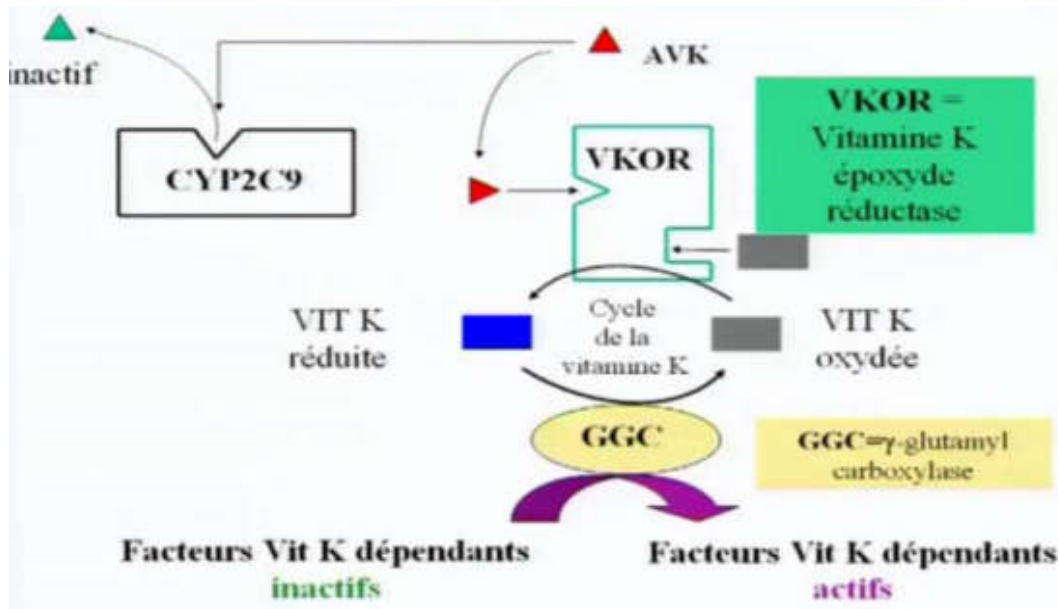 inactif
AVK
CYP2C9
VKOR
VKOR =
Vitamine K
époxyde
réductase
VIT K
réduite
Cycle
de la
vitamine K
VIT K
oxydée
GGC
GGC=γ-glutamyl
carboxylase
Facteurs Vit K dépendants
inactifs
Facteurs Vit K dépendants
actifs